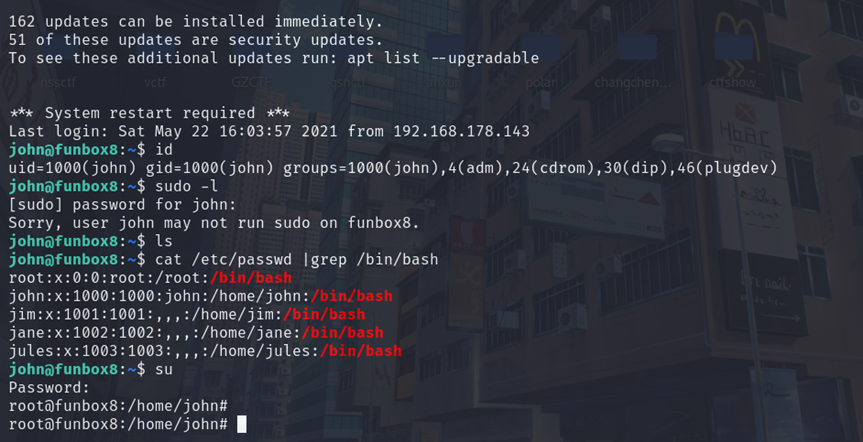 162 updates can be installed immediately.
51 of these updates are security updates.
To see these additional updates run: apt list --upgradable
nssctf vctf GZCTF qsnctf polar changchen... ctfshow
*** System restart required ***
Last login: Sat May 22 16:03:57 2021 from 192.168.178.143
john@funbox8:~$ id
uid=1000(john) gid=1000(john) groups=1000(john),4(adm),24(cdrom),30(dip),46(plugdev)
john@funbox8:~$ sudo -l
[sudo] password for john:
Sorry, user john may not run sudo on funbox8.
john@funbox8:~$ ls
john@funbox8:~$ cat /etc/passwd |grep /bin/bash
root:x:0:0:root:/root:/bin/bash
john:x:1000:1000:john:/home/john:/bin/bash
jim:x:1001:1001:,,,:/home/jim:/bin/bash
jane:x:1002:1002:,,,:/home/jane:/bin/bash
jules:x:1003:1003:,,,:/home/jules:/bin/bash
john@funbox8:~$ su
Password:
root@funbox8:/home/john#
root@funbox8:/home/john#